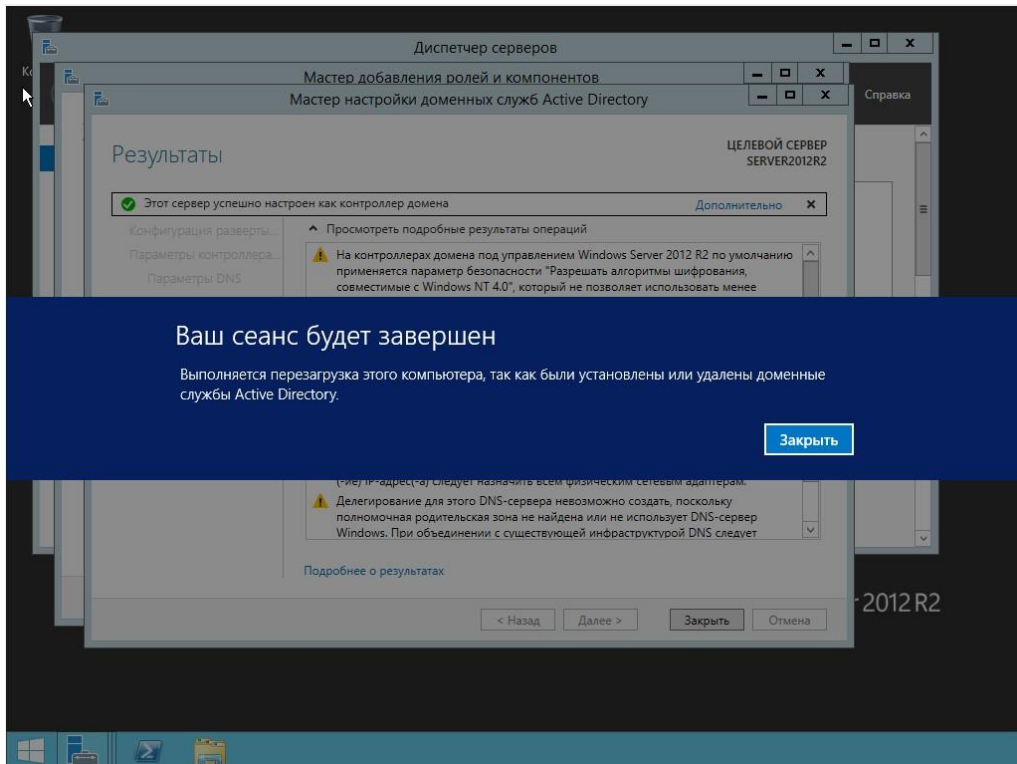 Диспетчер серверов
Мастер добавления ролей и компонентов
Мастер настройки доменных служб Active Directory
Справка
Результаты
ЦЕЛЕВОЙ СЕРВЕР
SERVER2012R2
Этот сервер успешно настроен как контроллер домена
Дополнительно
Конфигурация разверты...
Просмотреть подробные результаты операций
Параметры контроллера...
Параметры DNS
На контроллерах домена под управлением Windows Server 2012 R2 по умолчанию
применяется параметр безопасности "Разрешать алгоритмы шифрования,
совместимые с Windows NT 4.0", который не позволяет использовать менее
Ваш сеанс будет завершен
Выполняется перезагрузка этого компьютера, так как были установлены или удалены доменные
службы Active Directory.
Закрыть
(-ие) IP-адрес(-а) следует назначить всем физическим сетевым адаптерам.
Делегирование для этого DNS-сервера невозможно создать, поскольку
полномочная родительская зона не найдена или не использует DNS-сервер
Windows. При объединении с существующей инфраструктурой DNS следует
Подробнее о результатах
2012 R2
< Назад
Далее >
Закрыть
Отмена